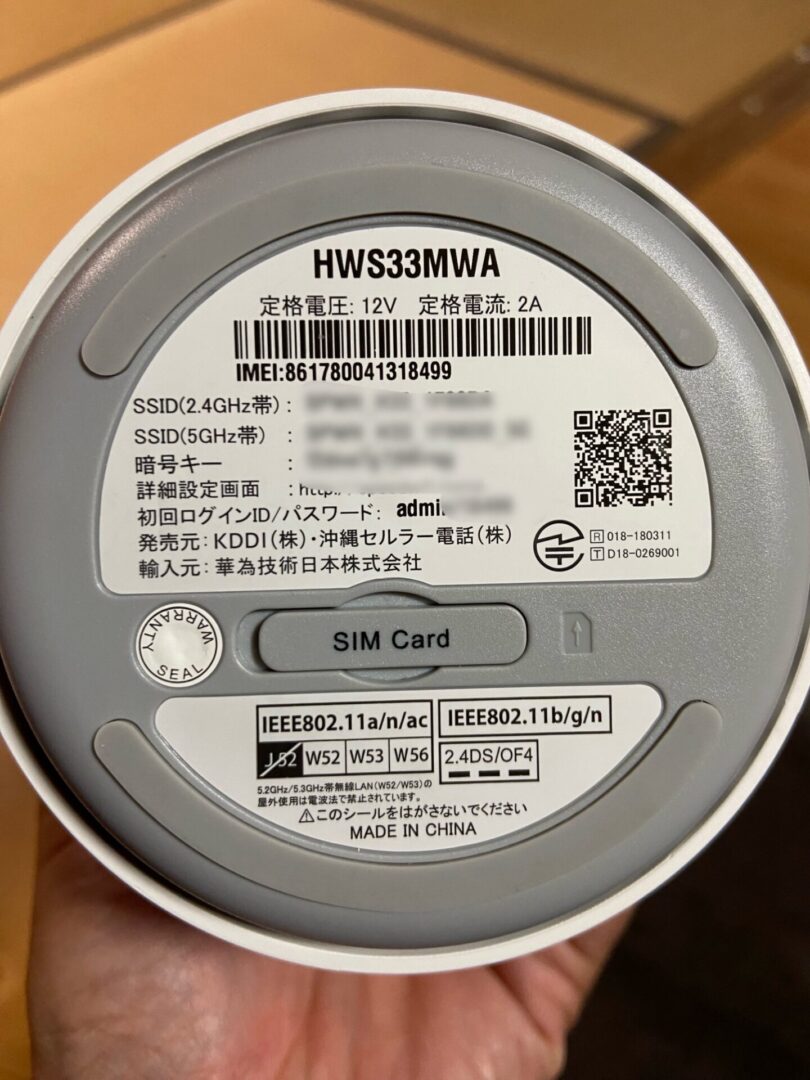 HWS33MWA
定格電圧: 12V 定格電流: 2A
IMEI:861780041318499
SSID(2.4GHz帯) :
SSID(5GHz帯) :
暗号キー :
詳細設定画面 :
初回ログインID/パスワード:
発売元: KDDI(株)・沖縄セルラー電話(株)
輸入元: 華為技術日本株式会社
R 018-180311
T D18-0269001
WARRANTY
SEAL
SIM Card
IEEE802.11a/n/ac
IEEE802.11b/g/n
J52 W52 W53 W56
2.4DS/OF4
5.2GHz/5.3GHz帯無線LAN(W52/W53)の
屋外使用は電波法で禁止されています。
⚠このシールをはがさないでください
MADE IN CHINA